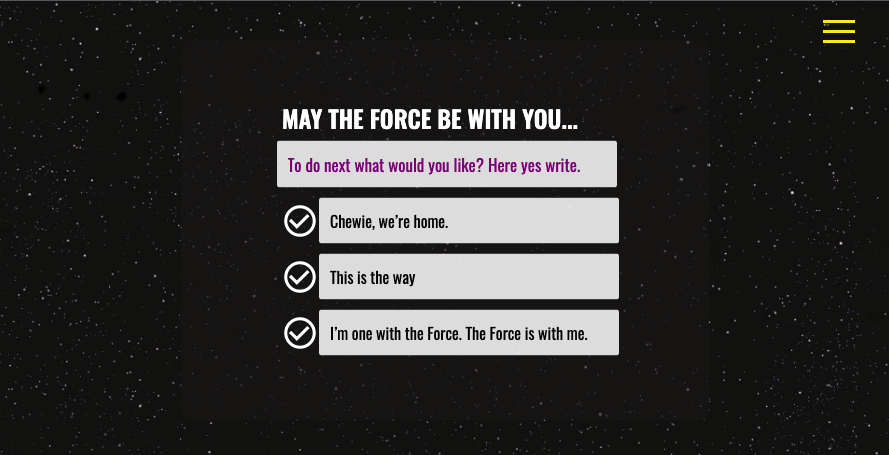 MAY THE FORCE BE WITH YOU...
To do next what would you like? Here yes write.
Chewie, we're home.
This is the way
I'm one with the Force. The Force is with me.